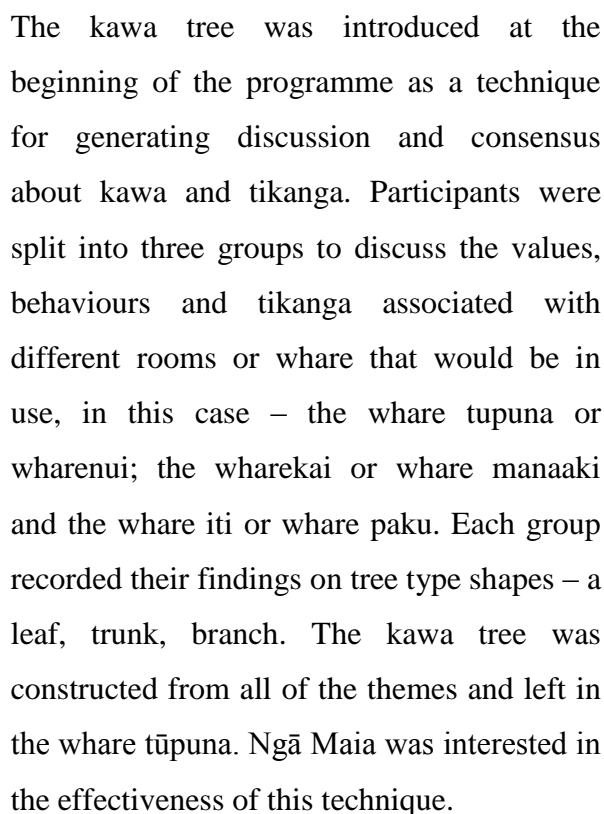 The kawa tree was introduced at the
beginning of the programme as a technique
for generating discussion and consensus
about kawa and tikanga. Participants were
split into three groups to discuss the values,
behaviours and tikanga associated with
different rooms or whare that would be in
use, in this case – the whare tupuna or
wharenui; the wharekai or whare manaaki
and the whare iti or whare paku. Each group
recorded their findings on tree type shapes – a
leaf, trunk, branch. The kawa tree was
constructed from all of the themes and left in
the whare tūpuna. Ngā Maia was interested in
the effectiveness of this technique.